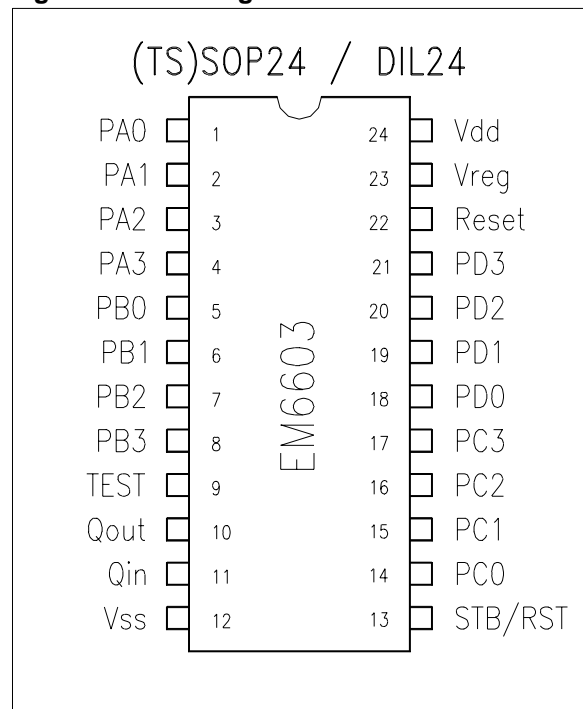 (TS)SOP24 / DIL24
PA0 1 24 Vdd
PA1 2 23 Vreg
PA2 3 22 Reset
PA3 4 21 PD3
PB0 5 20 PD2
PB1 6 19 PD1
PB2 7 18 PD0
PB3 8 17 PC3
TEST 9 16 PC2
Qout 10 15 PC1
Qin 11 14 PC0
Vss 12 13 STB/RST
EM6603